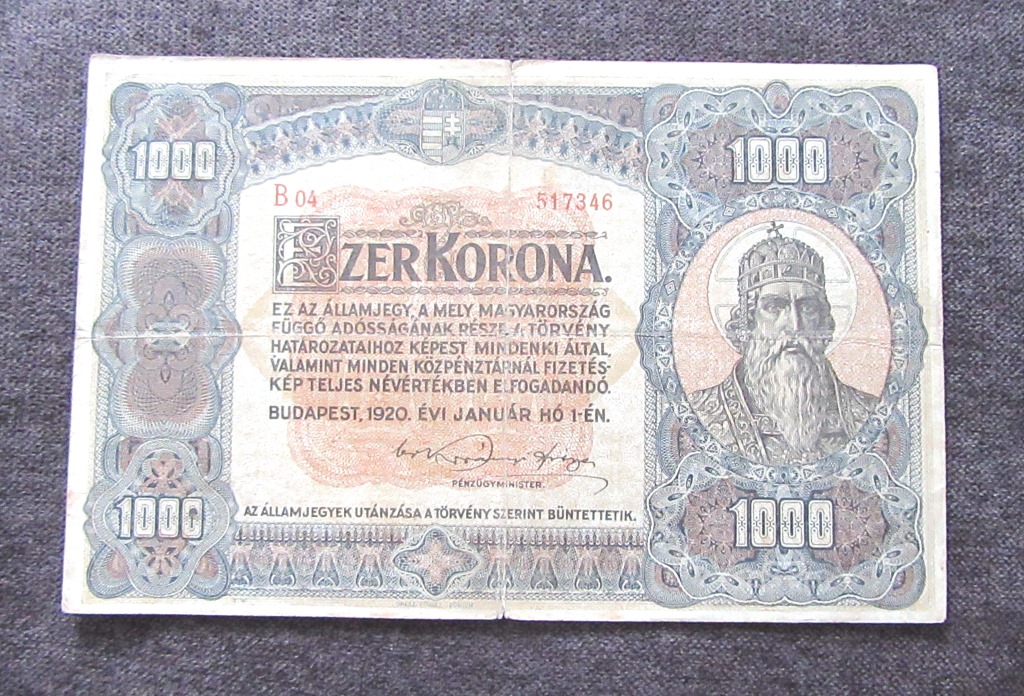 1000
1000
B 04
517346
EZER KORONA.
EZ AZ ÁLLAMJEGY, A MELY MAGYARORSZÁG
FÜGGŐ ADÓSSÁGÁNAK RÉSZE, A TÖRVÉNY
HATÁROZATAIHOZ KÉPEST MINDENKI ÁLTAL,
VALAMINT MINDEN KÖZPÉNZTÁRNÁL FIZETÉS-
KÉP TELJES NÉVÉRTÉKBEN ELFOGADANDÓ.
BUDAPEST, 1920. ÉVI JANUÁR HÓ 1-ÉN.
PÉNZÜGYMINISTER.
1000
AZ ÁLLAMJEGYEK UTÁNZÁSA A TÖRVÉNY SZERINT BÜNTETTETIK.
1000